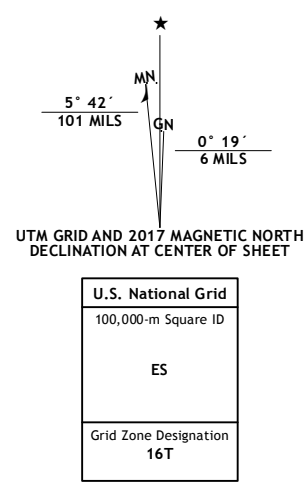 ★
MN
5° 42´
101 MILS
GN
0° 19´
6 MILS
UTM GRID AND 2017 MAGNETIC NORTH
DECLINATION AT CENTER OF SHEET
U.S. National Grid
100,000-m Square ID
ES
Grid Zone Designation
16T